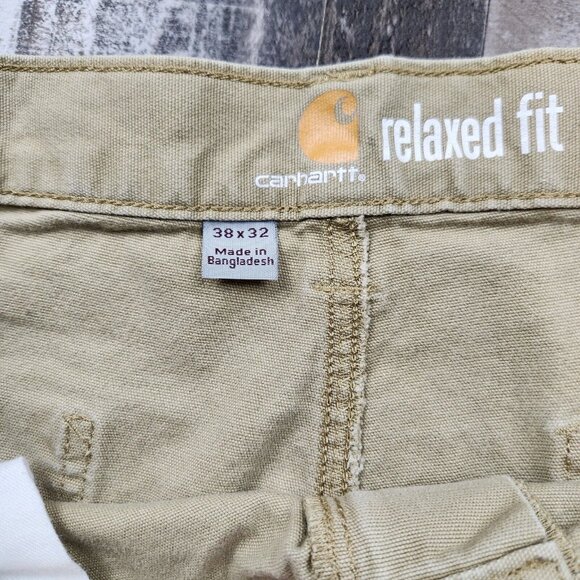 relaxed fit
carhartt®
38 x 32
Made in
Bangladesh